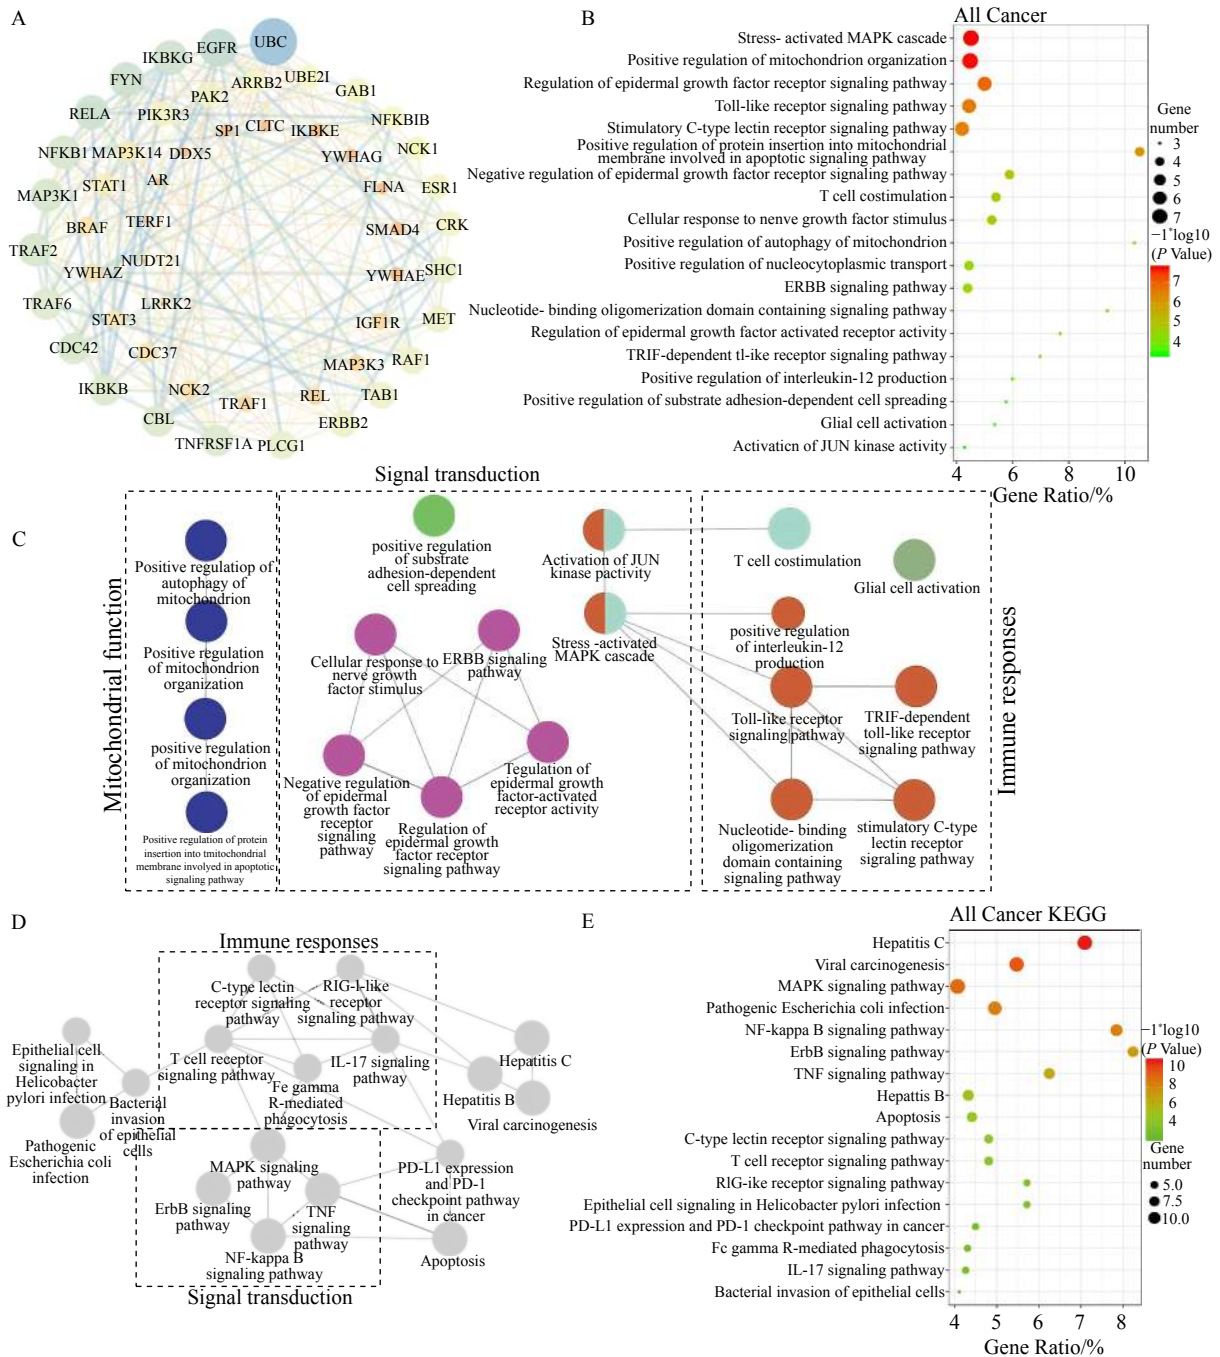 A
UBC
EGFR
IKBKG
FYN
ARRB2
UBE2I
GAB1
PAK2
RELA
PIK3R3
NFKBIB
SP1
CLTC
IKBKE
NFKB1
MAP3K14
DDX5
YWHAG
NCK1
MAP3K1
STAT1
AR
FLNA
ESR1
BRAF
TERF1
SMAD4
CRK
TRAF2
NUDT21
YWHAZ
YWHAE
SHC1
TRAF6
LRRK2
STAT3
IGF1R
MET
CDC42
CDC37
MAP3K3
RAF1
IKBKB
NCK2
REL
TAB1
TRAF1
CBL
ERBB2
TNFRSF1A
PLCG1
B
All Cancer
Stress- activated MAPK cascade
Positive regulation of mitochondrion organization
Regulation of epidermal growth factor receptor signaling pathway
Toll-like receptor signaling pathway
Stimulatory C-type lectin receptor signaling pathway
Positive regulation of protein insertion into mitochondrial
membrane involved in apoptotic signaling pathway
Negative regulation of epidermal growth factor receptor signaling pathway
T cell costimulation
Cellular response to nenve growth factor stimulus
Positive regulation of autophagy of mitochondrion
Positive regulation of nucleocytoplasmic transport
ERBB signaling pathway
Nucleotide- binding oligomerization domain containing signaling pathway
Regulation of epidermal growth factor activated receptor activity
TRIF-dependent tl-ike receptor signaling pathway
Positive regulation of interleukin-12 production
Positive regulation of substrate adhesion-dependent cell spreading
Glial cell activation
Activaticn of JUN kinase activity
4
6
8
10
Gene Ratio/%
Gene
number
3
4
5
6
7
−1*log10
(P Value)
7
6
5
4
C
Signal transduction
Mitochondrial function
Positive regulatiop of
autophagy of
mitochondrion
Positive regulation
of mitochondrion
organization
positive regulation
of mitochondrion
organization
Positive regulation of protein
insertion into tmitochondrial
membrane involved in apoptotic
signaling pathway
positive regulation
of substrate
adhesion-dependent
cell spreading
Activation of JUN
kinase pactivity
Stress -activated
MAPK cascade
Cellular response to
nerve growth
factor stimulus
ERBB signaling
pathway
Negative regulation
of epidermal
growth factor
receptor
signaling
pathway
Regulation of
epidermal growth
factor receptor
signaling pathway
Tegulation of
epidermal growth
factor-activated
receptor activity
T cell costimulation
Glial cell activation
positive regulation
of interleukin-12
production
Toll-like receptor
signaling pathway
TRIF-dependent
toll-like receptor
signaling pathway
Nucleotide- binding
oligomerization
domain containing
signaling pathway
stimulatory C-type
lectin receptor
signaling pathway
Immune responses
D
Immune responses
C-type lectin
receptor signaling
pathway
RIG-l-like
receptor
signaling pathway
T cell receptor
signaling pathway
IL-17 signaling
pathway
Fe gamma
R-mediated
phagocytosis
Epithelial cell
signaling in
Helicobacter
pylori infection
Bacterial
invasion
of epithelial
cells
Pathogenic
Escherichia coli
infection
Hepatitis C
Hepatitis B
Viral carcinogenesis
MAPK signaling
pathway
ErbB signaling
pathway
TNF
signaling
pathway
NF-kappa B
signaling pathway
PD-L1 expression
and PD-1
checkpoint pathway
in cancer
Apoptosis
Signal transduction
E
All Cancer KEGG
Hepatitis C
Viral carcinogenesis
MAPK signaling pathway
Pathogenic Escherichia coli infection
NF-kappa B signaling pathway
ErbB signaling pathway
TNF signaling pathway
Hepattis B
Apoptosis
C-type lectin receptor signaling pathway
T cell receptor signaling pathway
RIG-ike receptor signaling pathway
Epithelial cell signaling in Helicobacter pylori infection
PD-L1 expression and PD-1 checkpoint pathway in cancer
Fc gamma R-mediated phagocytosis
IL-17 signaling pathway
Bacterial invasion of epithelial cells
4
5
6
7
8
Gene Ratio/%
−1*log10
(P Value)
10
8
6
4
Gene
number
5.0
7.5
10.0